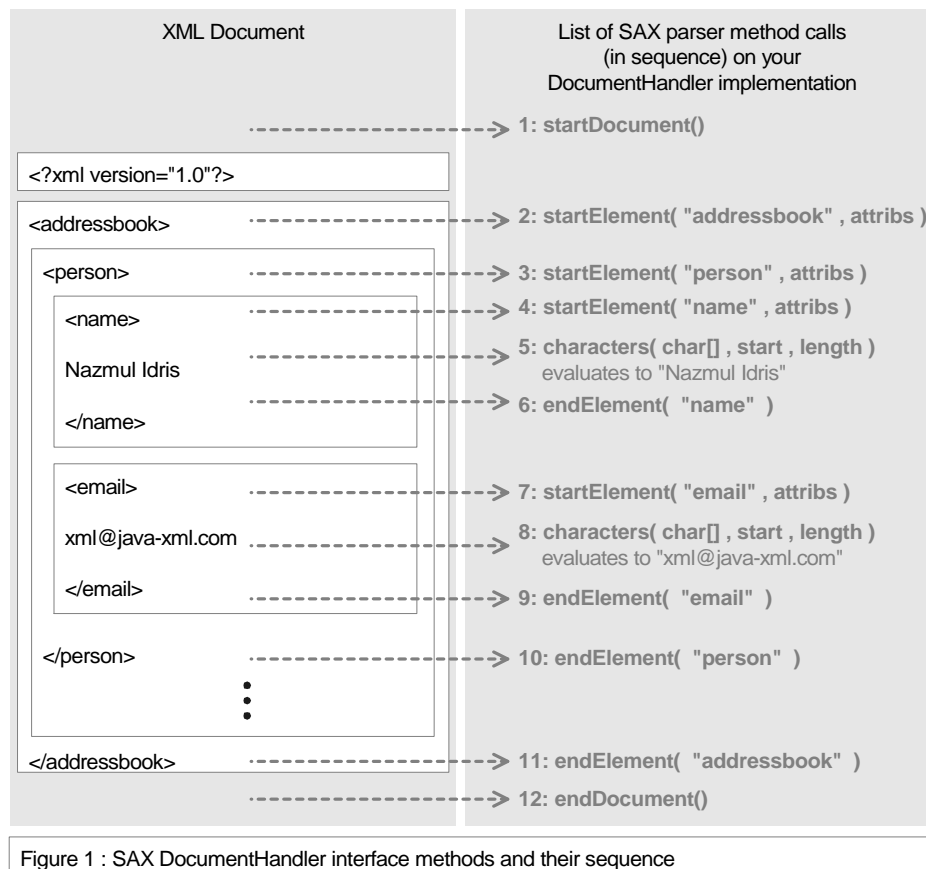 XML Document
List of SAX parser method calls
(in sequence) on your
DocumentHandler implementation
1: startDocument()
<?xml version="1.0"?>
<addressbook>
2: startElement( "addressbook" , attribs )
<person>
3: startElement( "person" , attribs )
<name>
4: startElement( "name" , attribs )
Nazmul Idris
5: characters( char[] , start , length )
evaluates to "Nazmul Idris"
</name>
6: endElement( "name" )
<email>
7: startElement( "email" , attribs )
xml@java-xml.com
8: characters( char[] , start , length )
evaluates to "xml@java-xml.com"
</email>
9: endElement( "email" )
</person>
10: endElement( "person" )
</addressbook>
11: endElement( "addressbook" )
12: endDocument()
Figure 1 : SAX DocumentHandler interface methods and their sequence